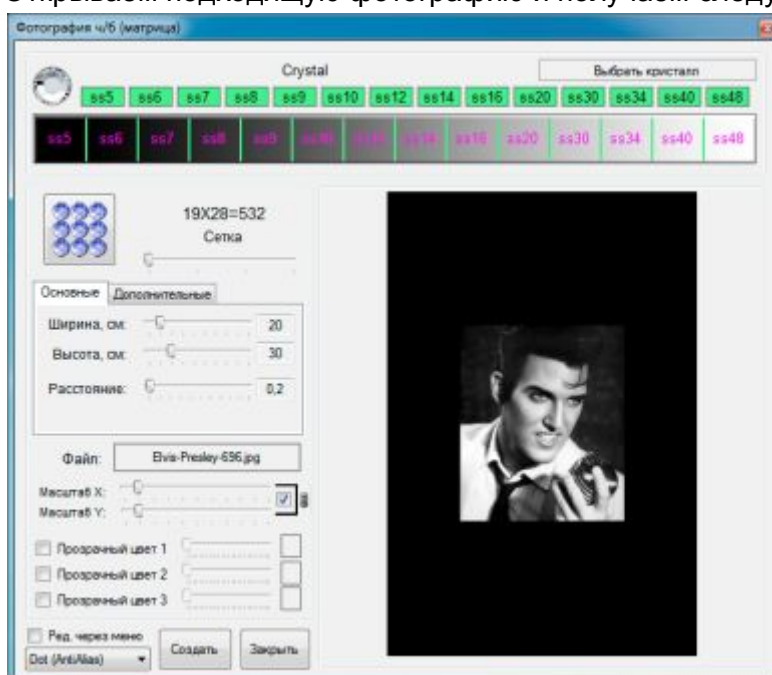 Открываем подходящую фотографию и получаем следу
Фотография ч/б (матрица)
Crystal
Выбрать кристалл
ss5 ss6 ss7 ss8 ss9 ss10 ss12 ss14 ss16 ss20 ss30 ss34 ss40 ss48
ss5 ss6 ss7 ss8 ss9 ss10 ss14 ss16 ss20 ss30 ss34 ss40 ss48
19X28=532
Сетка
Основные Дополнительные
Ширина, см: 20
Высота, см: 30
Расстояние: 0,2
Файл: Elvis-Presley-696.jpg
Масштаб X:
Масштаб Y:
Прозрачный цвет 1
Прозрачный цвет 2
Прозрачный цвет 3
Ред. через меню
Dot (AntiAlias)
Создать
Закрыть